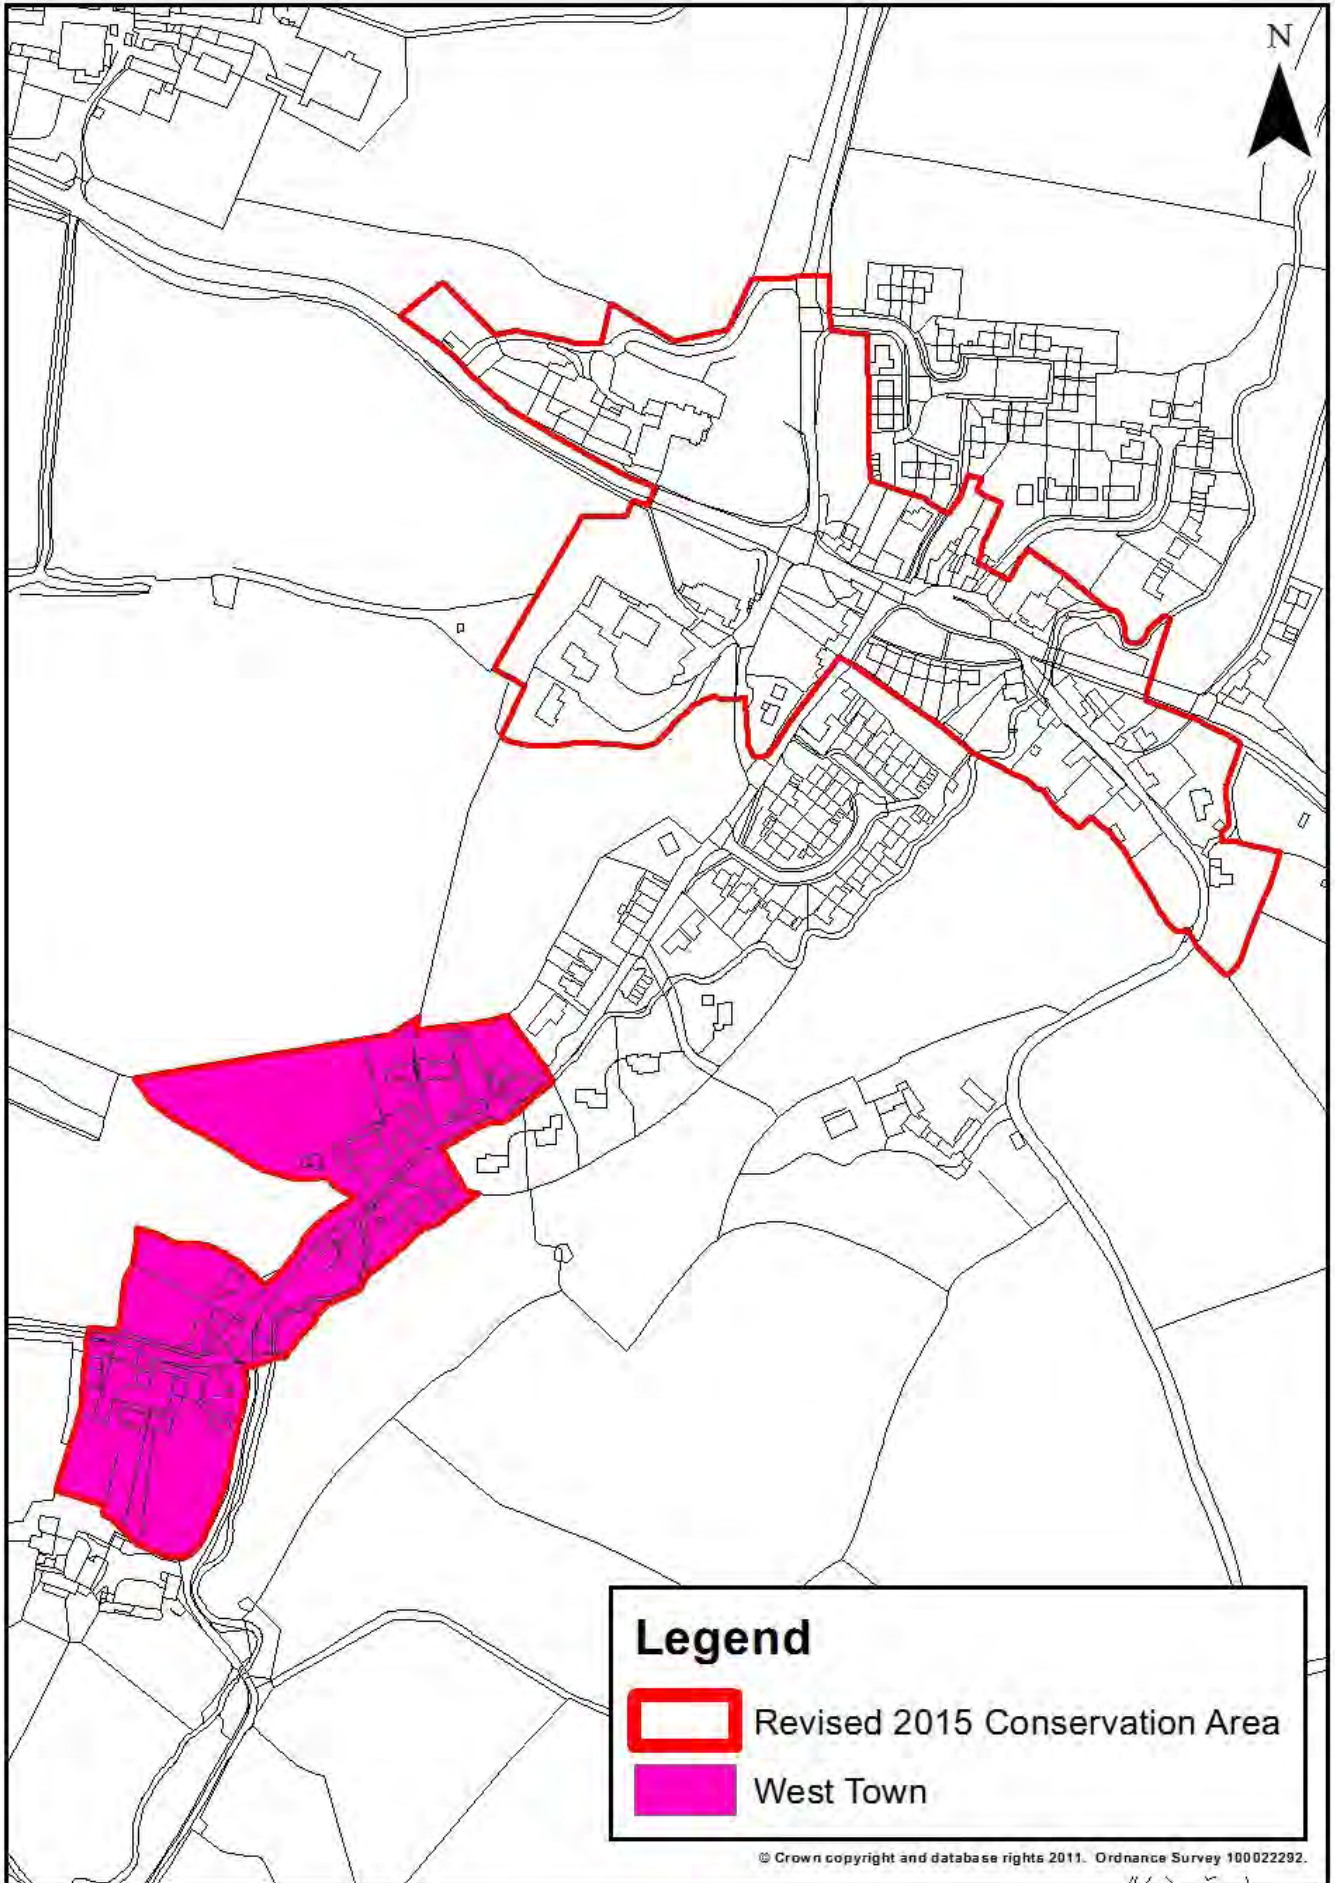 N
Legend
Revised 2015 Conservation Area
West Town
© Crown copyright and database rights 2011. Ordnance Survey 100022292.